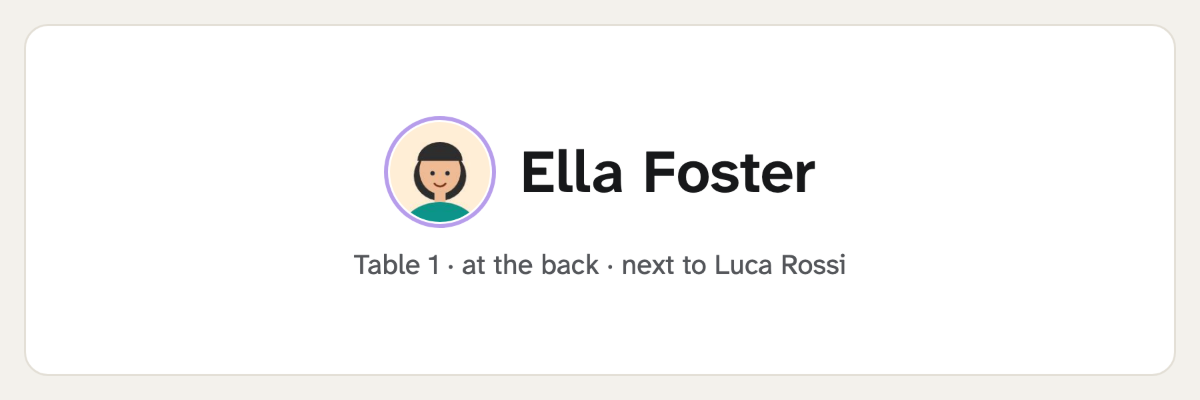 Ella Foster
Table 1 · at the back · next to Luca Rossi